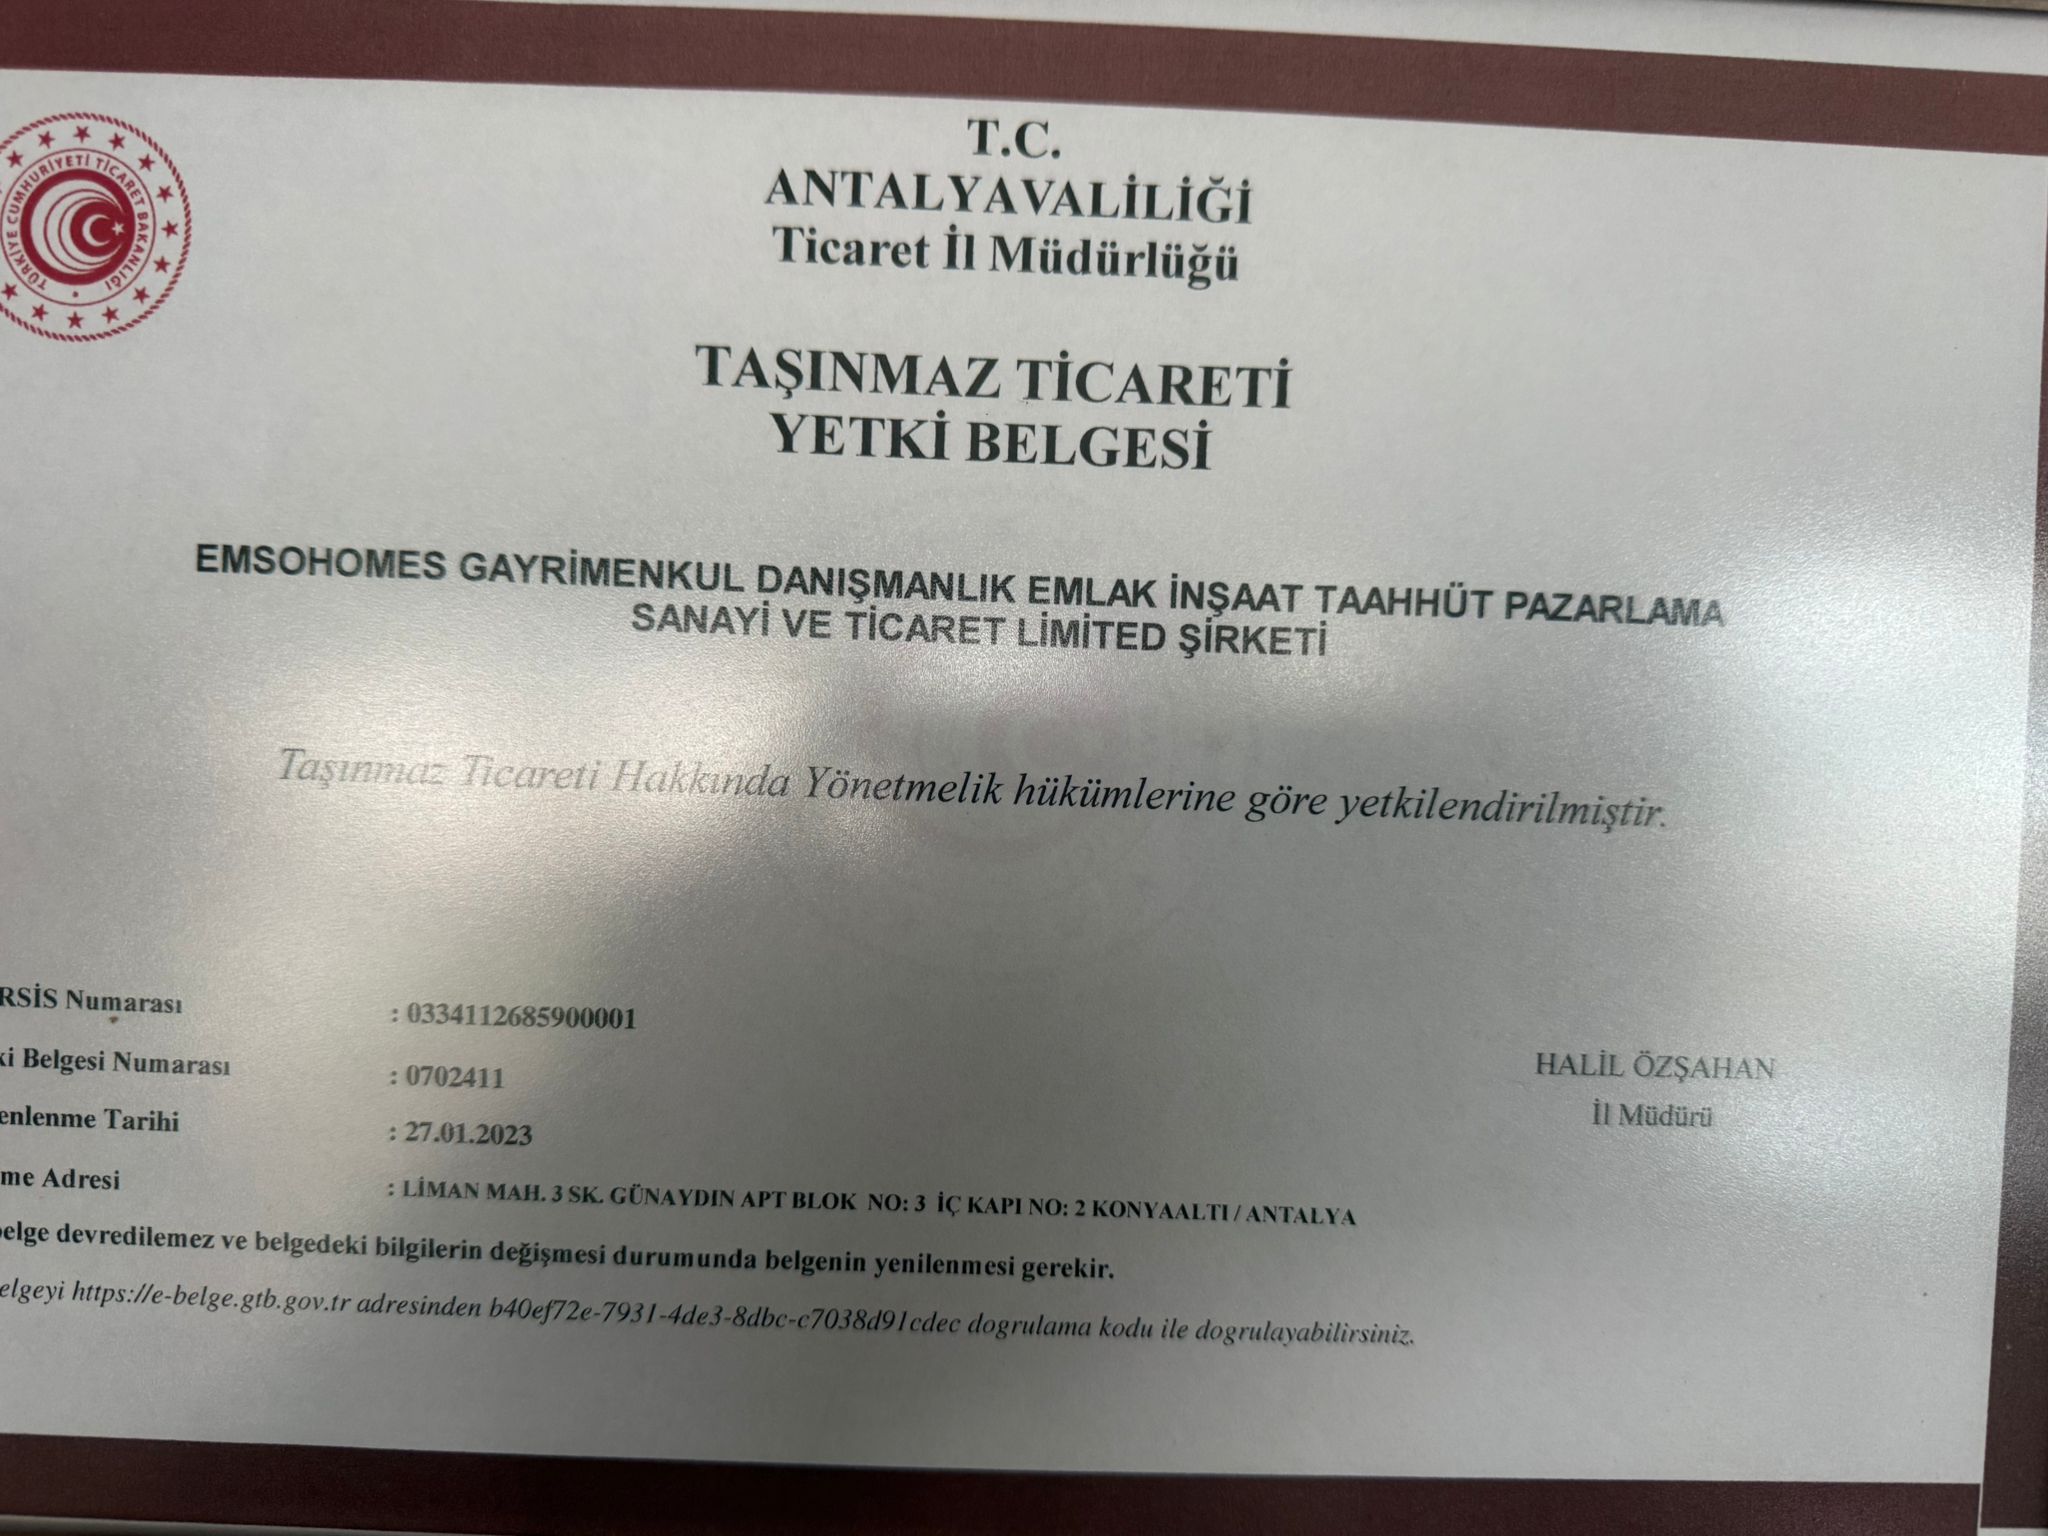 TÜRKİYE CUMHURİYETİ TİCARET BAKANLIĞI
T.C.
ANTALYAVALİLİĞİ
Ticaret İl Müdürlüğü
TAŞINMAZ TİCARETİ
YETKİ BELGESİ
EMSOHOMES GAYRİMENKUL DANIŞMANLIK EMLAK İNŞAAT TAAHHÜT PAZARLAMA
SANAYİ VE TİCARET LİMİTED ŞİRKETİ
Taşınmaz Ticareti Hakkında Yönetmelik hükümlerine göre yetkilendirilmiştir.
RSİS Numarası : 0334112685900001
ki Belgesi Numarası : 0702411
enlenme Tarihi : 27.01.2023
me Adresi : LİMAN MAH. 3 SK. GÜNAYDIN APT BLOK NO: 3 İÇ KAPI NO: 2 KONYAALTI / ANTALYA
HALİL ÖZŞAHAN
İl Müdürü
elge devredilemez ve belgedeki bilgilerin değişmesi durumunda belgenin yenilenmesi gerekir.
elgeyi https://e-belge.gtb.gov.tr adresinden b40ef72e-7931-4de3-8dbc-c7038d91cdec dogrulama kodu ile dogrulayabilirsiniz.